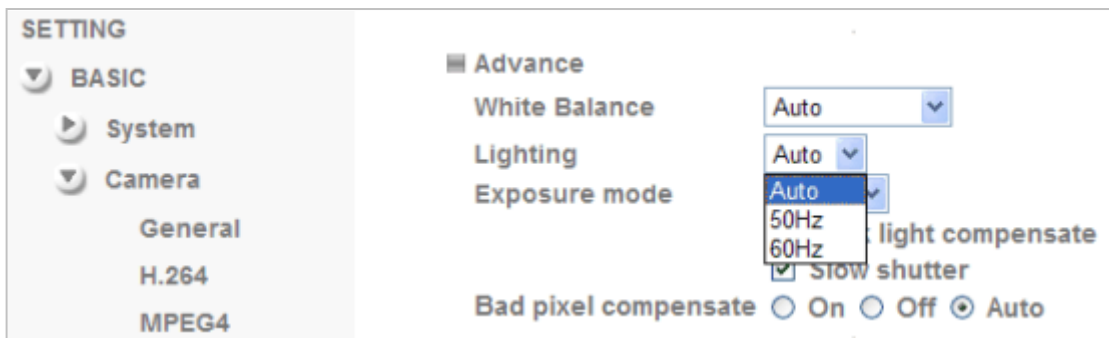 SETTING
BASIC
System
Camera
General
H.264
MPEG4
Advance
White Balance Auto
Lighting Auto
Exposure mode
Auto
50Hz
60Hz
light compensate
Slow shutter
Bad pixel compensate On Off Auto